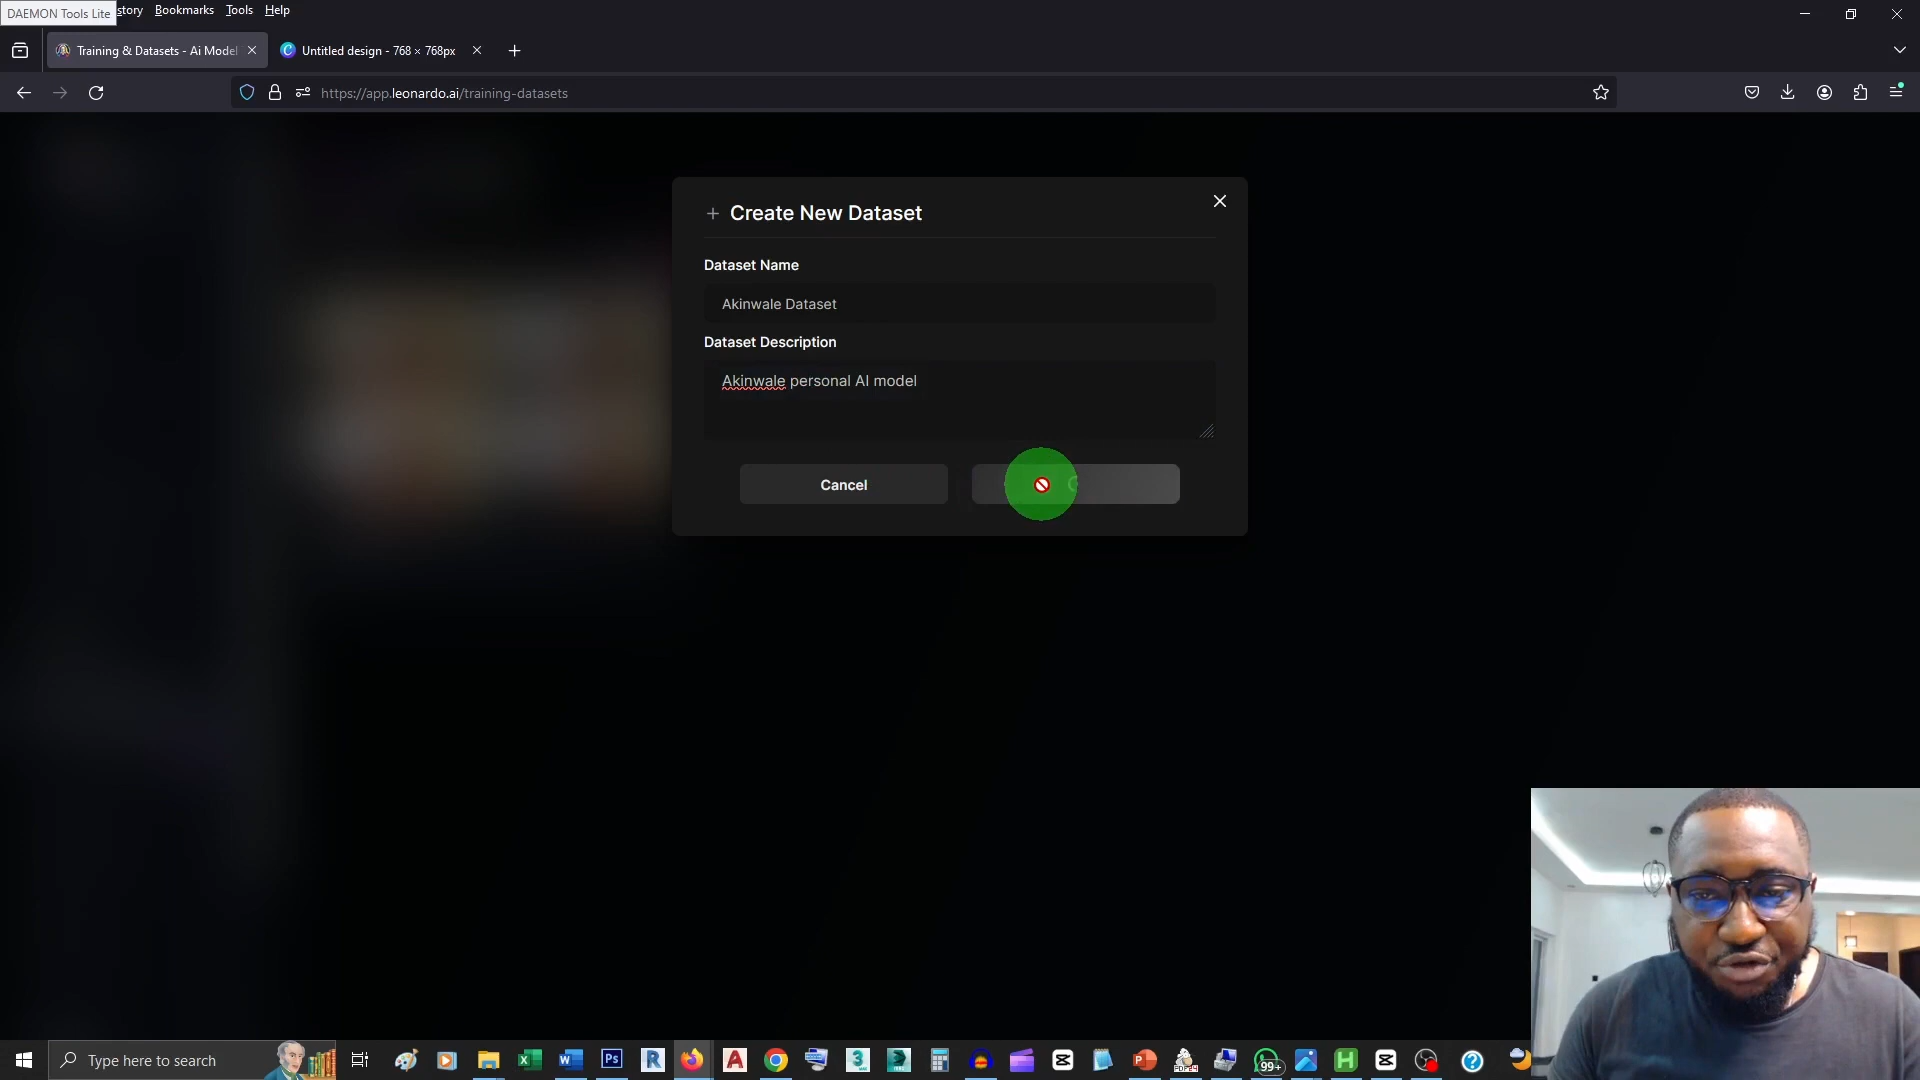 DAEMON Tools Lite
story Bookmarks Tools Help
Training & Datasets - Ai Model
Untitled design - 768 × 768px
https://app.leonardo.ai/training-datasets
Create New Dataset
Dataset Name
Akinwale Dataset
Dataset Description
Akinwale personal AI model
Cancel
Type here to search
99+